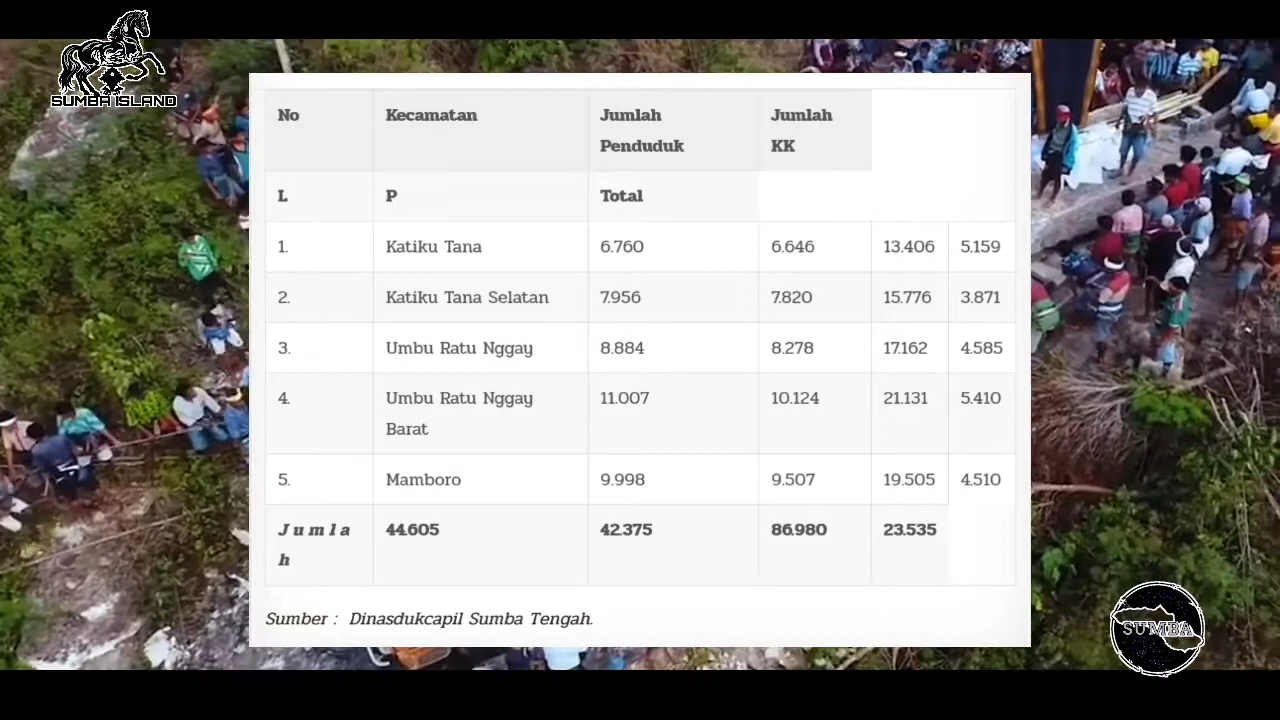 SUMBA ISLAND
No Kecamatan Jumlah Penduduk Jumlah KK
L P Total
1. Katiku Tana 6.760 6.646 13.406 5.159
2. Katiku Tana Selatan 7.956 7.820 15.776 3.871
3. Umbu Ratu Nggay 8.884 8.278 17.162 4.585
4. Umbu Ratu Nggay Barat 11.007 10.124 21.131 5.410
5. Mamboro 9.998 9.507 19.505 4.510
Jumlah 44.605 42.375 86.980 23.535
Sumber : Dinasdukcapil Sumba Tengah.
SUMBA